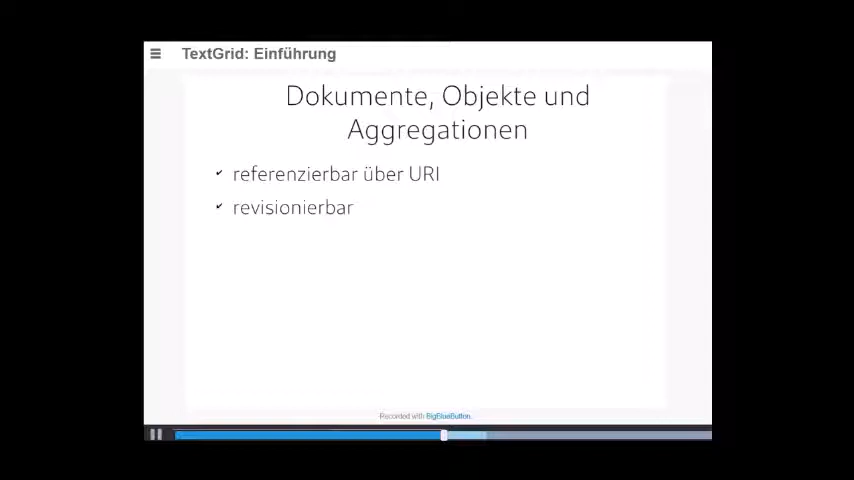 TextGrid: Einführung
Dokumente, Objekte und
Aggregationen
✔ referenzierbar über URI
✔ revisionierbar
Recorded with BigBlueButton.